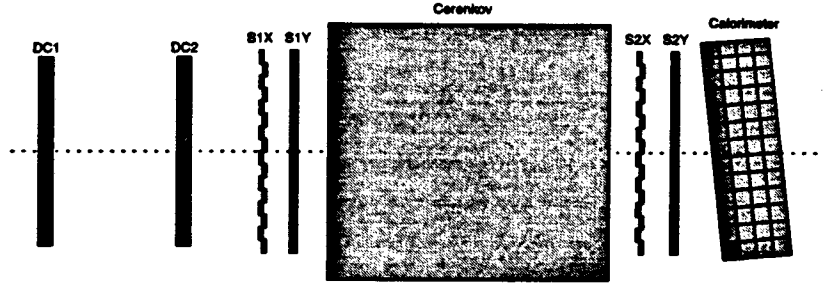 Cerenkov
Calorimeter
DC1 DC2 S1X S1Y S2X S2Y